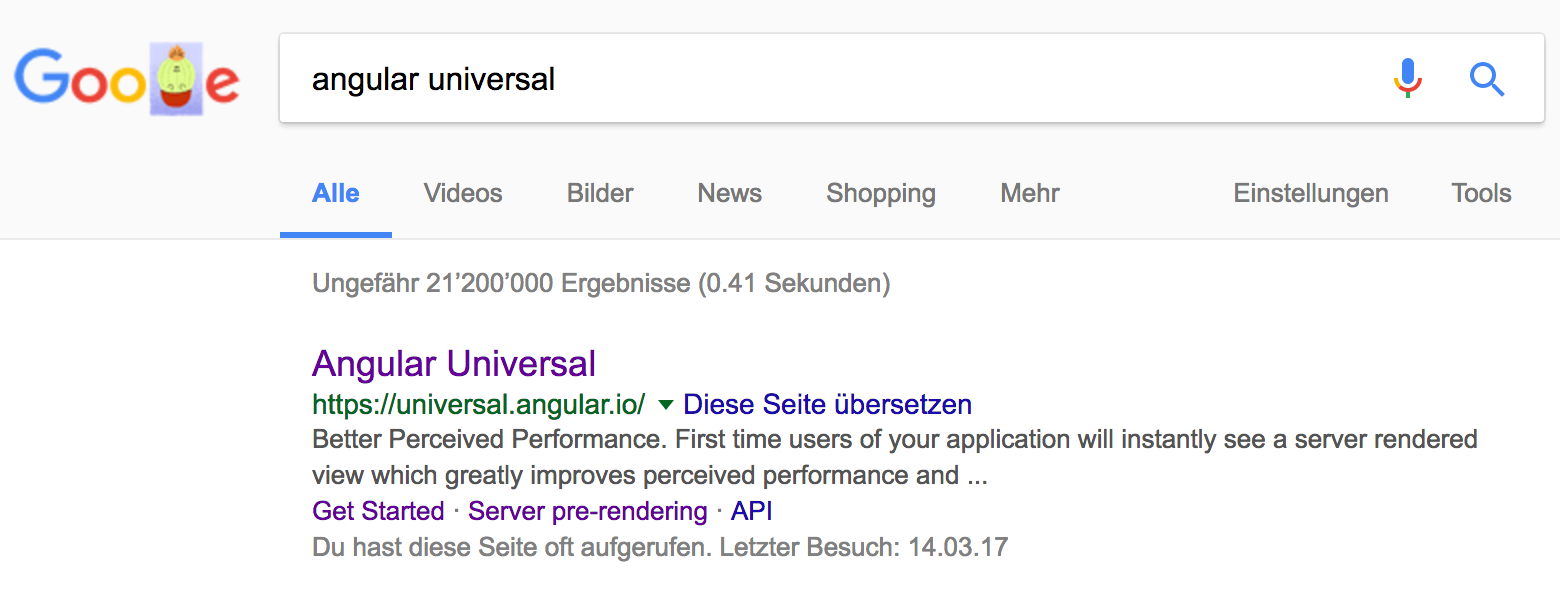 Google
angular universal
Alle Videos Bilder News Shopping Mehr Einstellungen Tools
Ungefähr 21’200’000 Ergebnisse (0.41 Sekunden)
Angular Universal
https://universal.angular.io/ Diese Seite übersetzen
Better Perceived Performance. First time users of your application will instantly see a server rendered
view which greatly improves perceived performance and ...
Get Started · Server pre-rendering · API
Du hast diese Seite oft aufgerufen. Letzter Besuch: 14.03.17